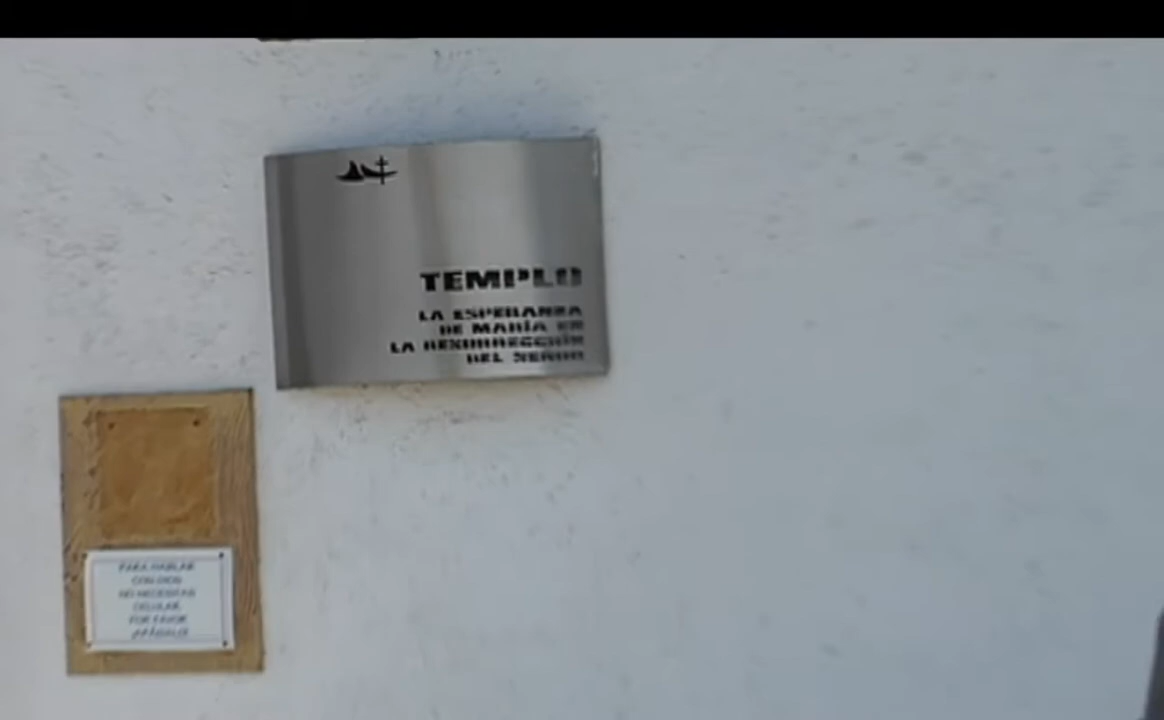 TEMPLO
LA ESPERANZA
DE MARÍA EN
LA RESURRECCIÓN
DEL SEÑOR
PARA HABLAR
CON DIOS
NO NECESITAS
CELULAR
POR FAVOR
¡APÁGALO!